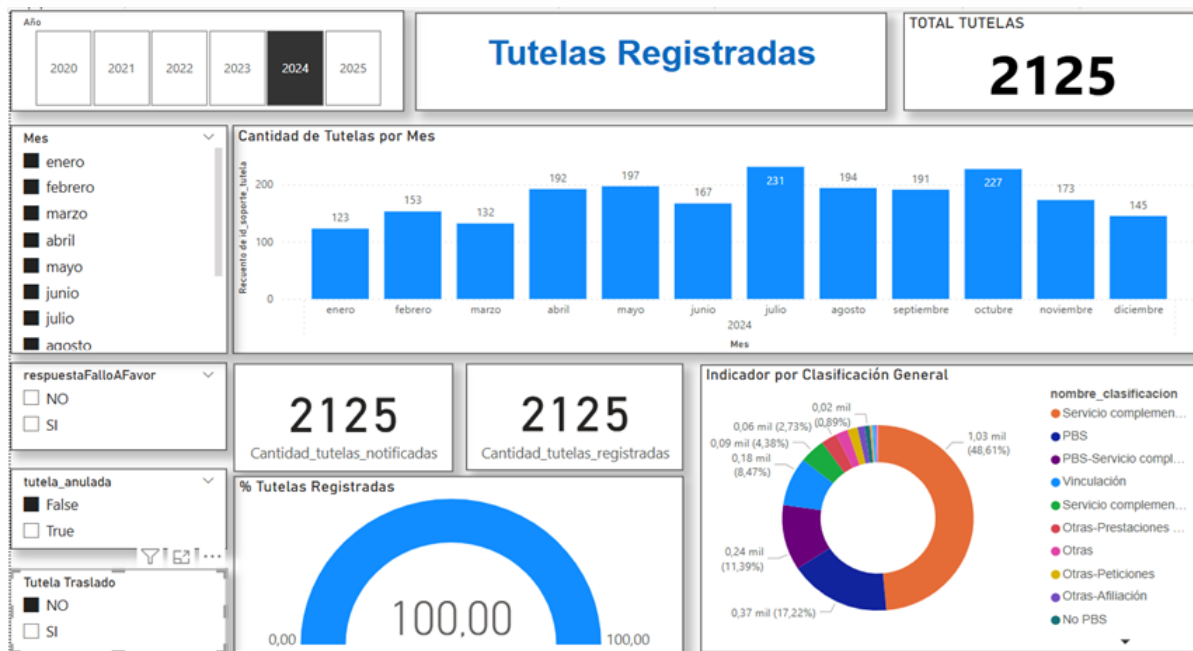 Año
2020 2021 2022 2023 2024 2025
Tutelas Registradas
TOTAL TUTELAS
2125
Mes
enero
febrero
marzo
abril
mayo
junio
julio
agosto
Cantidad de Tutelas por Mes
Recuento de id_soporte_tutela
200
100
0
123 153 132 192 197 167 231 194 191 227 173 145
enero febrero marzo abril mayo junio julio agosto septiembre octubre noviembre diciembre
2024
Mes
respuestaFalloAFavor
NO
SI
2125
Cantidad_tutelas_notificadas
2125
Cantidad_tutelas_registradas
tutela_anulada
False
True
Tutela Traslado
NO
SI
% Tutelas Registradas
100,00
0,00
100,00
Indicador por Clasificación General
1,03 mil
(48,61%)
0,37 mil (17,22%)
0,24 mil
(11,39%)
0,18 mil
(8,47%)
0,09 mil (4,38%)
0,06 mil (2,73%)
0,02 mil
(0,89%)
nombre_clasificacion
Servicio complemen...
PBS
PBS-Servicio compl...
Vinculación
Servicio complemen...
Otras-Prestaciones ...
Otras
Otras-Peticiones
Otras-Afiliación
No PBS